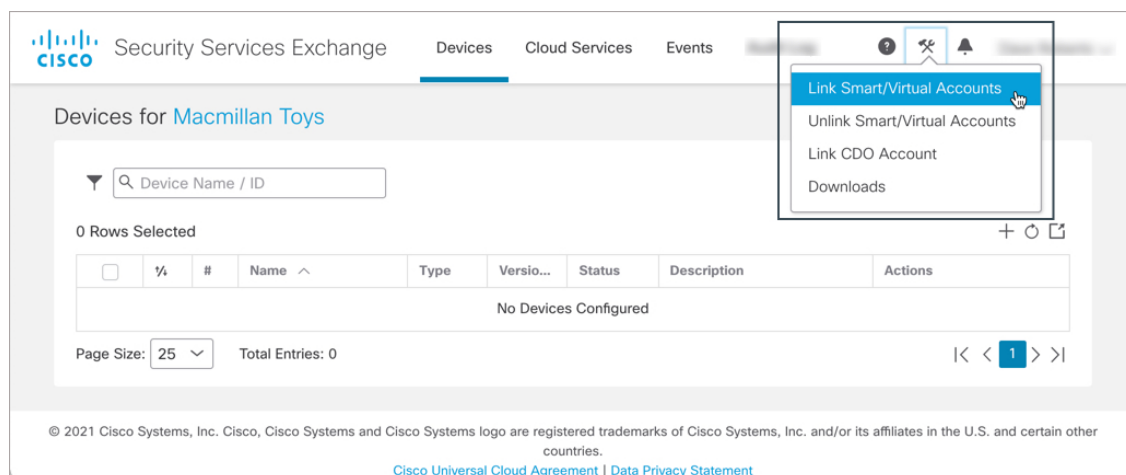 CISCO
Security Services Exchange
Devices
Cloud Services
Events
Link Smart/Virtual Accounts
Unlink Smart/Virtual Accounts
Link CDO Account
Downloads
Devices for Macmillan Toys
Device Name / ID
0 Rows Selected
# Name Type Versio... Status Description Actions
No Devices Configured
Page Size: 25 Total Entries: 0
1
© 2021 Cisco Systems, Inc. Cisco, Cisco Systems and Cisco Systems logo are registered trademarks of Cisco Systems, Inc. and/or its affiliates in the U.S. and certain other
countries.
Cisco Universal Cloud Agreement | Data Privacy Statement